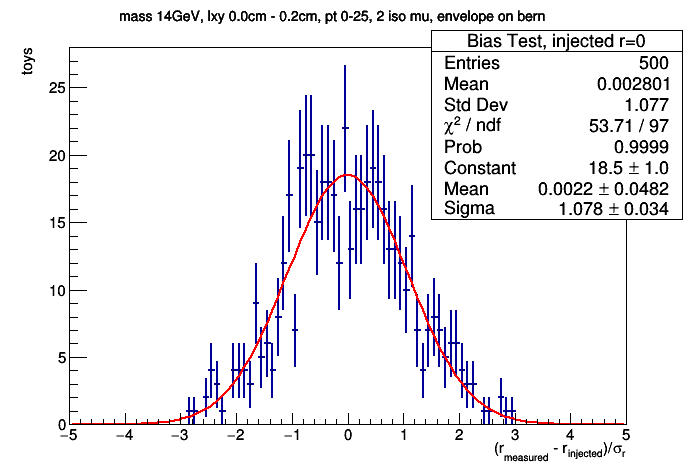 mass 14GeV, lxy 0.0cm - 0.2cm, pt 0-25, 2 iso mu, envelope on bern
Bias Test, injected r=0
Entries 500
Mean 0.002801
Std Dev 1.077
χ² / ndf 53.71 / 97
Prob 0.9999
Constant 18.5 ± 1.0
Mean 0.0022 ± 0.0482
Sigma 1.078 ± 0.034
toys
25
20
15
10
5
0
−5 −4 −3 −2 −1 0 1 2 3 4 5
(r_measured - r_injected)/σ_r